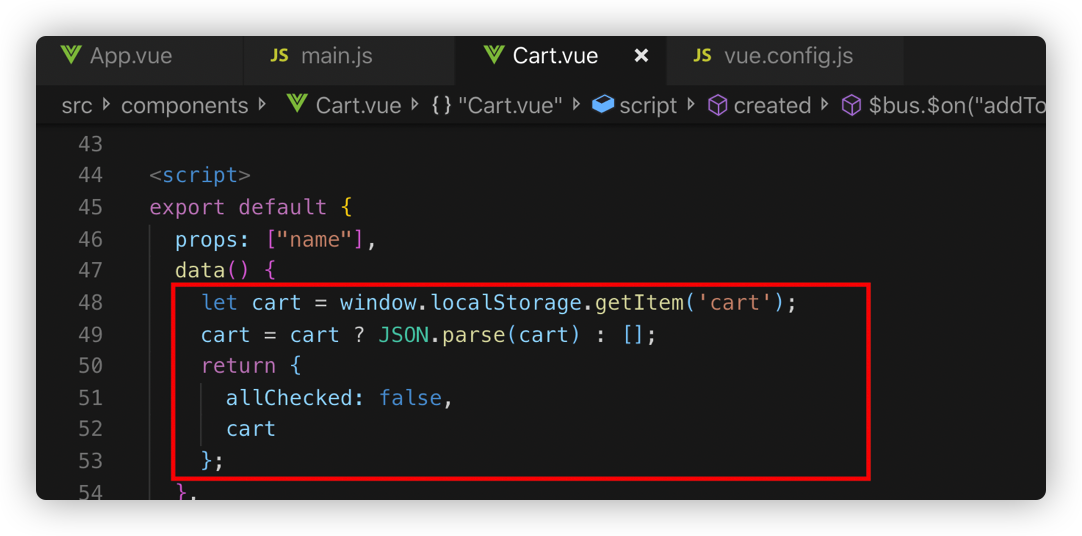 App.vue JS main.js Cart.vue × JS vue.config.js
src components Cart.vue {} "Cart.vue" script created $bus.$on("addTo
43
44 <script>
45 export default {
46 props: ["name"],
47 data() {
48 let cart = window.localStorage.getItem('cart');
49 cart = cart ? JSON.parse(cart) : [];
50 return {
51 allChecked: false,
52 cart
53 };
54 },